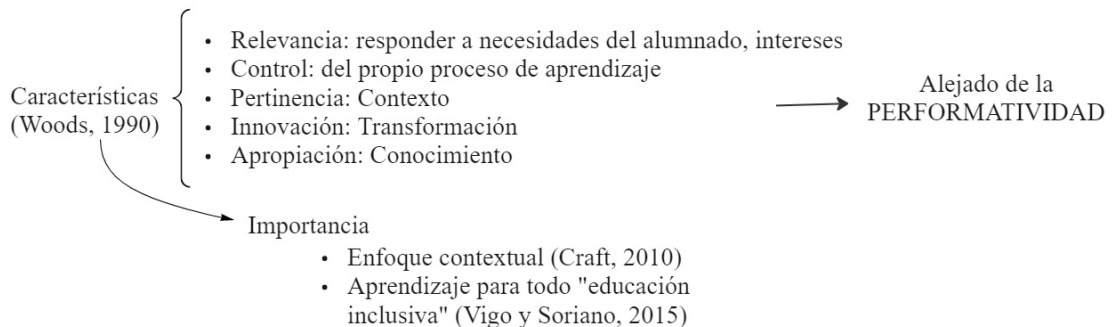 Característícas
(Woods, 1990)
• Relevancia: responder a necesidades del alumnado, intereses
• Control: del propio proceso de aprendizaje
• Pertinencia: Contexto
• Innovación: Transformación
• Apropiación: Conocimiento
Alejado de la
PERFORMATIVIDAD
Importancia
• Enfoque contextual (Craft, 2010)
• Aprendizaje para todo "educación
inclusiva" (Vigo y Soriano, 2015)